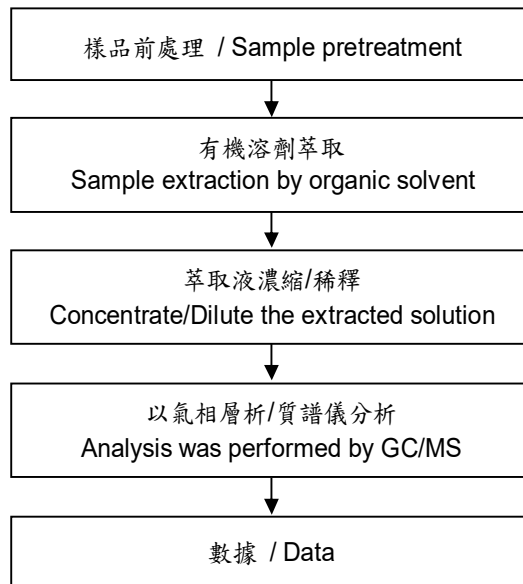 樣品前處理 / Sample pretreatment
有機溶劑萃取
Sample extraction by organic solvent
萃取液濃縮/稀釋
Concentrate/Dilute the extracted solution
以氣相層析/質譜儀分析
Analysis was performed by GC/MS
數據 / Data